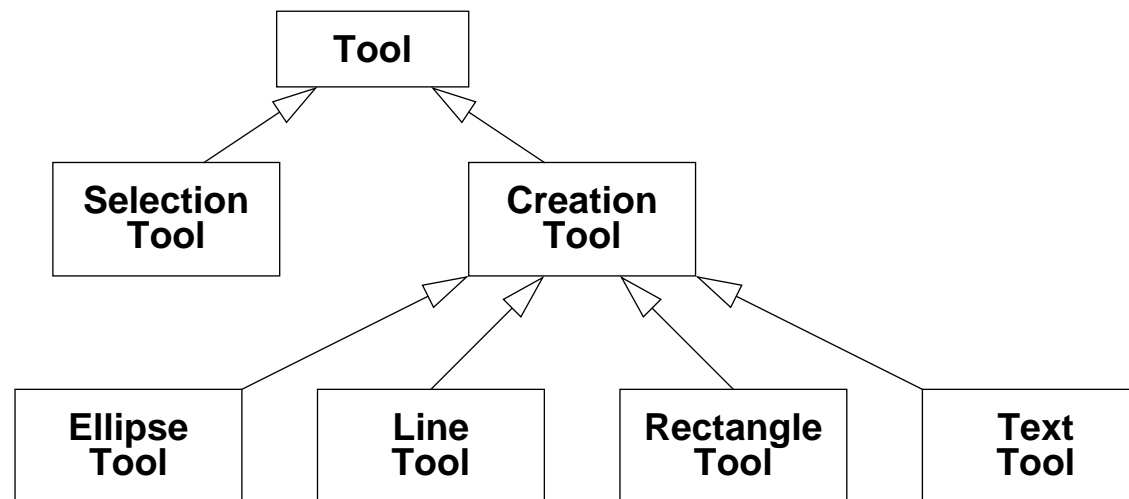 Tool
Selection
Tool
Creation
Tool
Ellipse
Tool
Line
Tool
Rectangle
Tool
Text
Tool